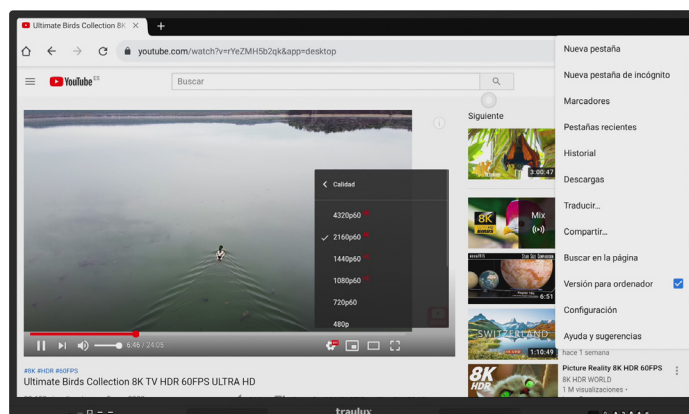 Ultimate Birds Collection 8K
youtube.com/watch?v=rYeZMH5b2qk&app=desktop
YouTube ES
Buscar
Siguiente
3:00:47
8K
Mix
6:51
SWITZERLAND
1:10:49
hace 1 semana
8K
HDR
Picture Reality 8K HDR 60FPS
8K HDR WORLD
1 M visualizaciones •
Calidad
4320p60
2160p60
1440p60
1080p60
720p60
480p
6:46 / 24:05
#8K #HDR #60FPS
Ultimate Birds Collection 8K TV HDR 60FPS ULTRA HD
Nueva pestaña
Nueva pestaña de incógnito
Marcadores
Pestañas recientes
Historial
Descargas
Traducir...
Compartir...
Buscar en la página
Versión para ordenador
Configuración
Ayuda y sugerencias
traulux